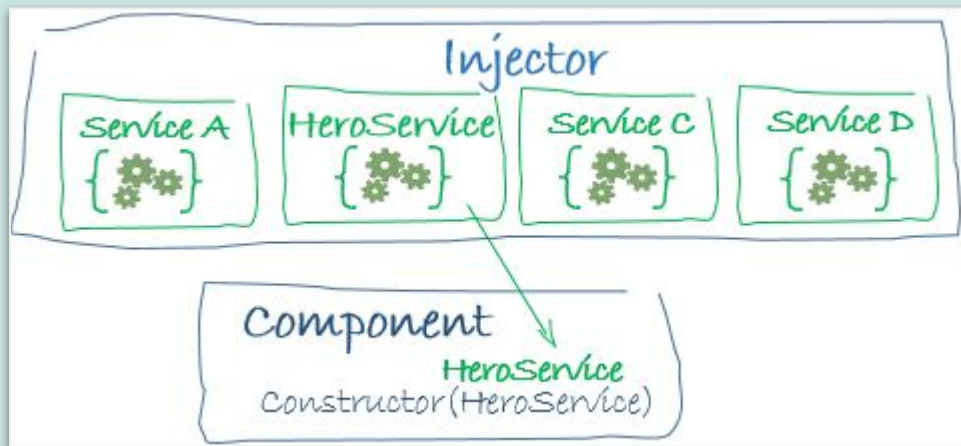 Injector
Service A
HeroService
Service C
Service D
Component
HeroService
Constructor(HeroService)